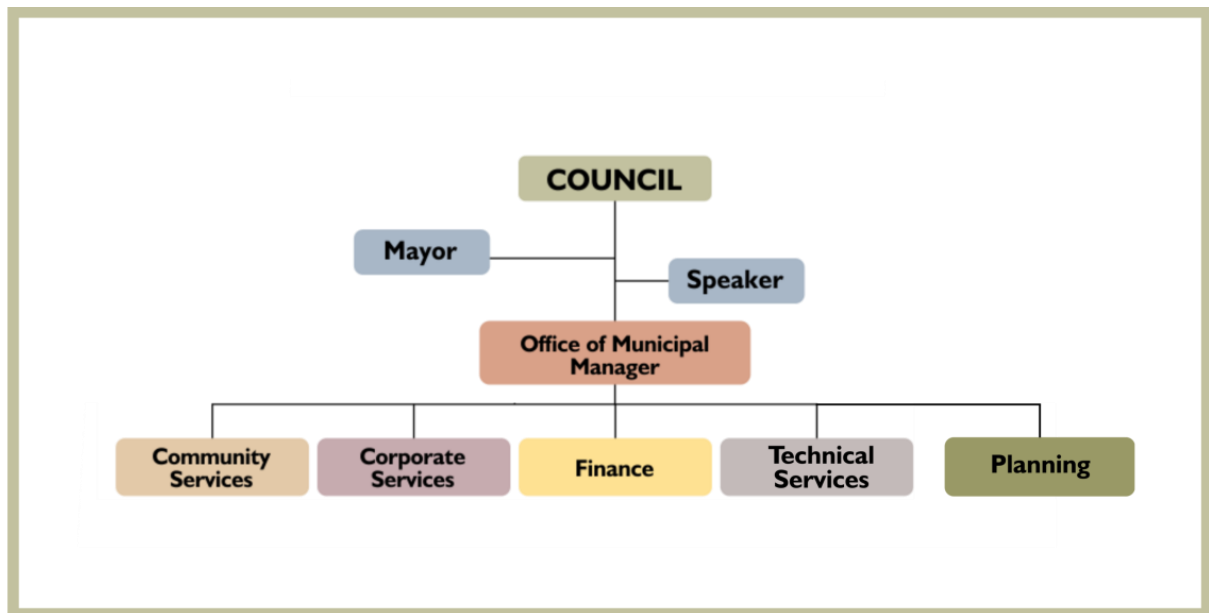 COUNCIL
Mayor
Speaker
Office of Municipal
Manager
Community
Services
Corporate
Services
Finance
Technical
Services
Planning